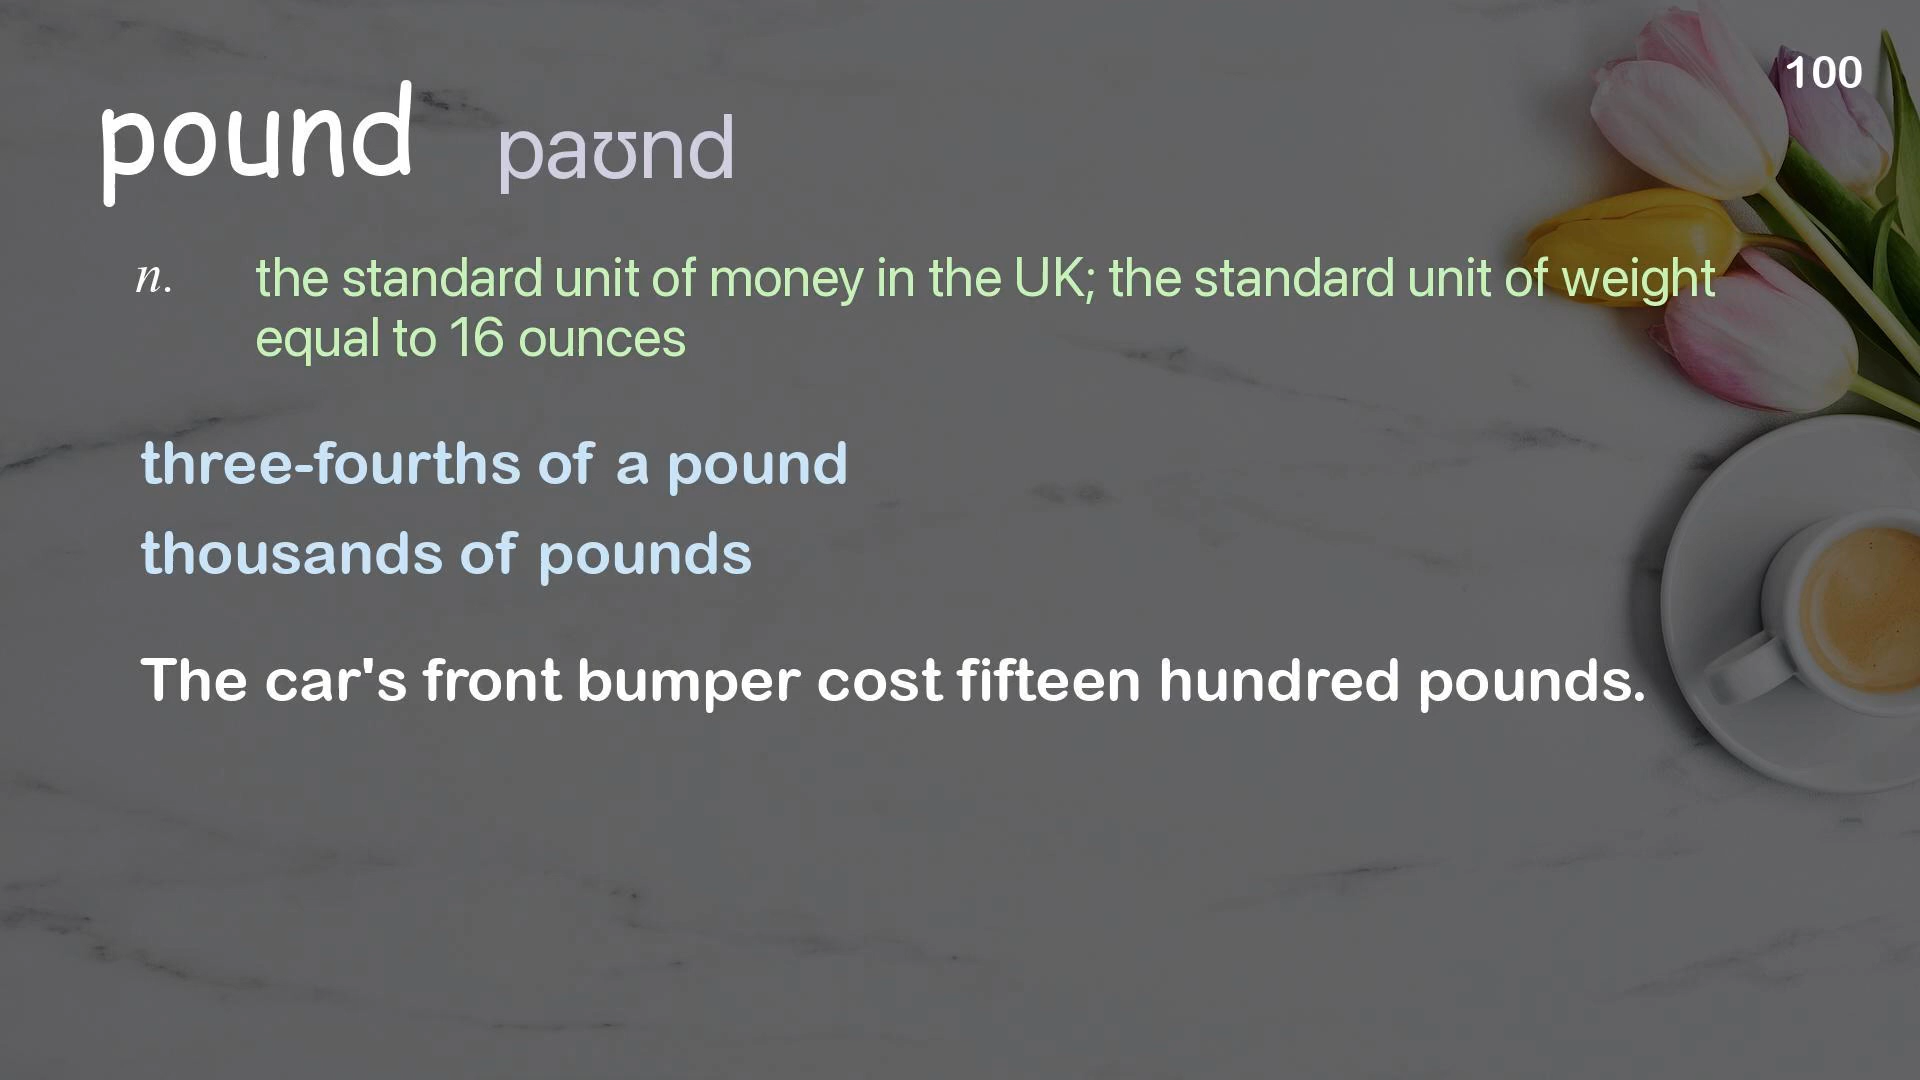 100
pound paʊnd
n. the standard unit of money in the UK; the standard unit of weight
equal to 16 ounces
three-fourths of a pound
thousands of pounds
The car's front bumper cost fifteen hundred pounds.